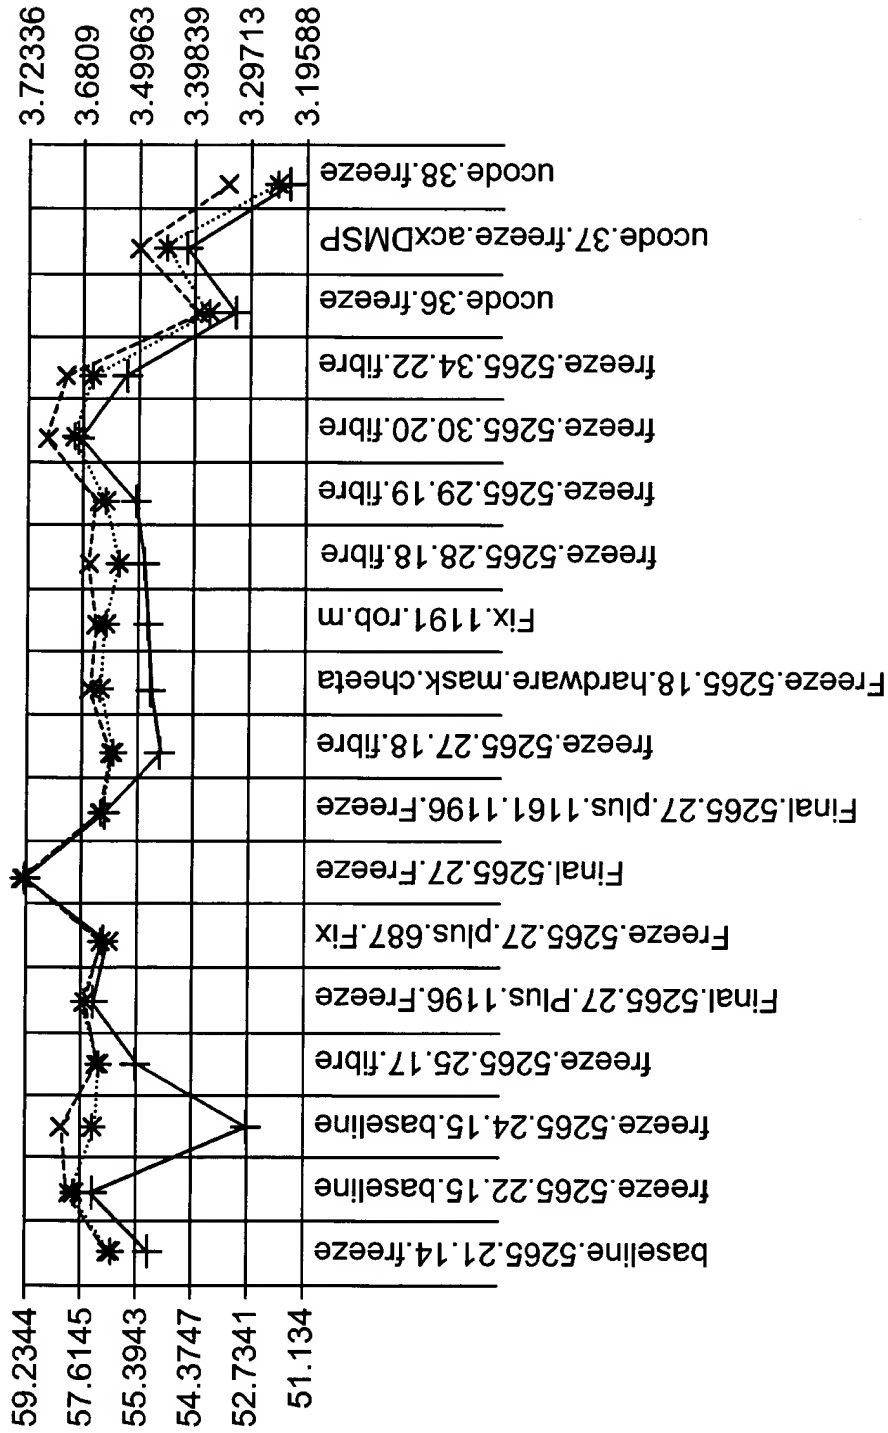 3.72336
3.6809
3.49963
3.39839
3.29713
3.19588
ucode.38.freeze
ucode.37.freeze.acxDMSP
ucode.36.freeze
freeze.5265.34.22.fibre
freeze.5265.30.20.fibre
freeze.5265.29.19.fibre
freeze.5265.28.18.fibre
Fix.1191.rob.m
Freeze.5265.18.hardware.mask.cheeta
freeze.5265.27.18.fibre
Final.5265.27.plus.1161.1196.Freeze
Final.5265.27.Freeze
Freeze.5265.27.plus.687.Fix
Final.5265.27.Plus.1196.Freeze
freeze.5265.25.17.fibre
freeze.5265.24.15.baseline
freeze.5265.22.15.baseline
baseline.5265.21.14.freeze
59.2344
57.6145
55.3943
54.3747
52.7341
51.134